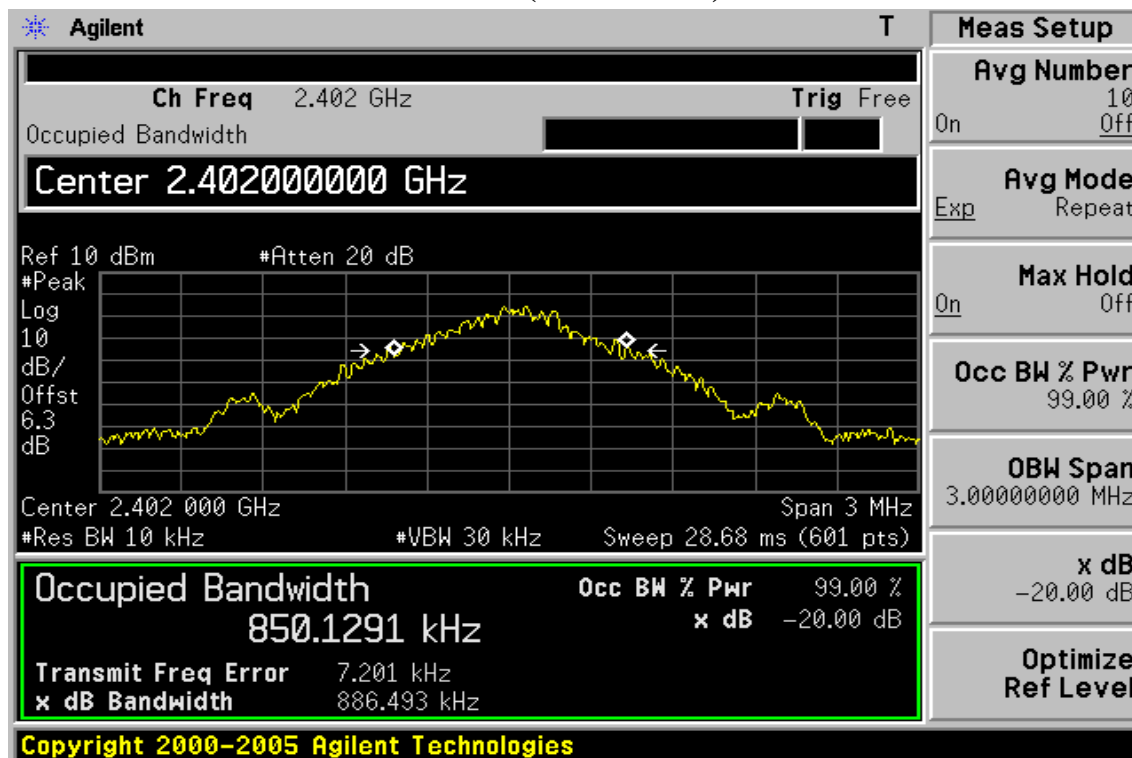 Agilent T
Ch Freq 2.402 GHz Trig Free
Occupied Bandwidth
Center 2.402000000 GHz
Ref 10 dBm #Atten 20 dB
#Peak
Log
10
dB/
Offst
6.3
dB
Center 2.402 000 GHz Span 3 MHz
#Res BW 10 kHz #VBW 30 kHz Sweep 28.68 ms (601 pts)
Occupied Bandwidth Occ BW % Pwr 99.00 %
850.1291 kHz x dB -20.00 dB
Transmit Freq Error 7.201 kHz
x dB Bandwidth 886.493 kHz
Copyright 2000-2005 Agilent Technologies
Meas Setup
Avg Number
10
On Off
Avg Mode
Exp Repeat
Max Hold
On Off
Occ BW % Pwr
99.00 %
OBW Span
3.00000000 MHz
x dB
-20.00 dB
Optimize
Ref Level